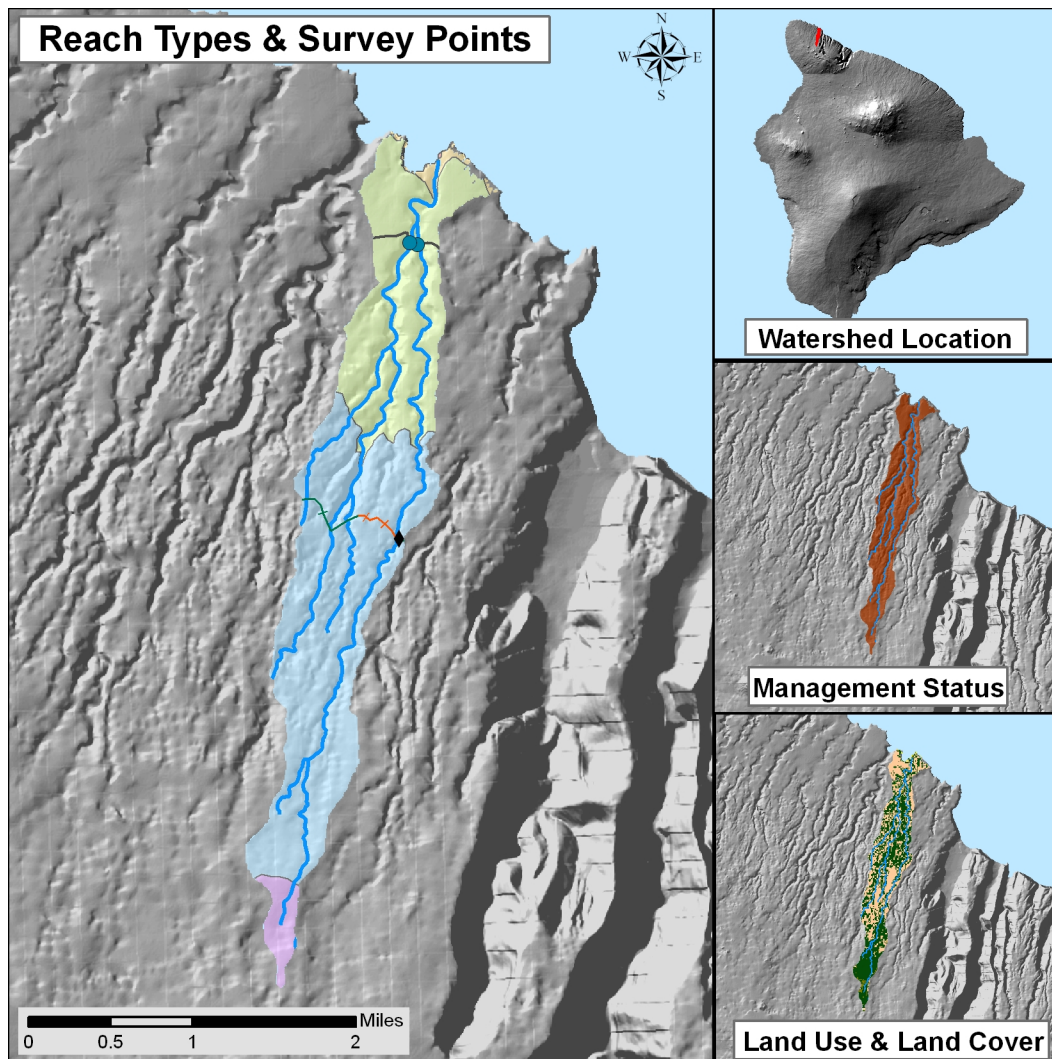 Reach Types & Survey Points
N
W
E
S
Watershed Location
Management Status
Miles
0
0.5
1
2
Land Use & Land Cover